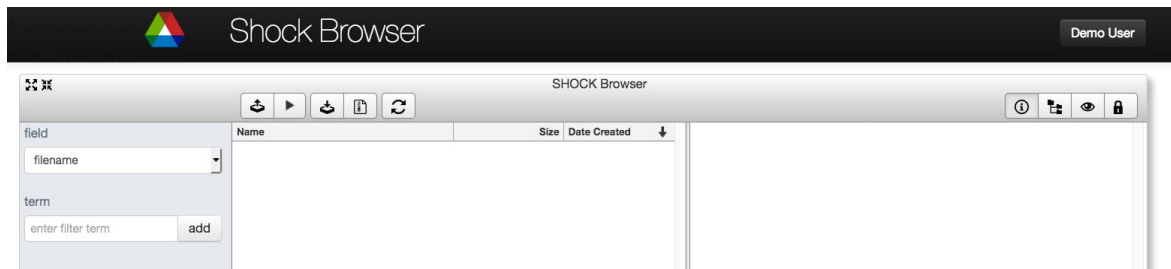 Shock Browser
Demo User
SHOCK Browser
field
Name Size Date Created
filename
term
enter filter term add